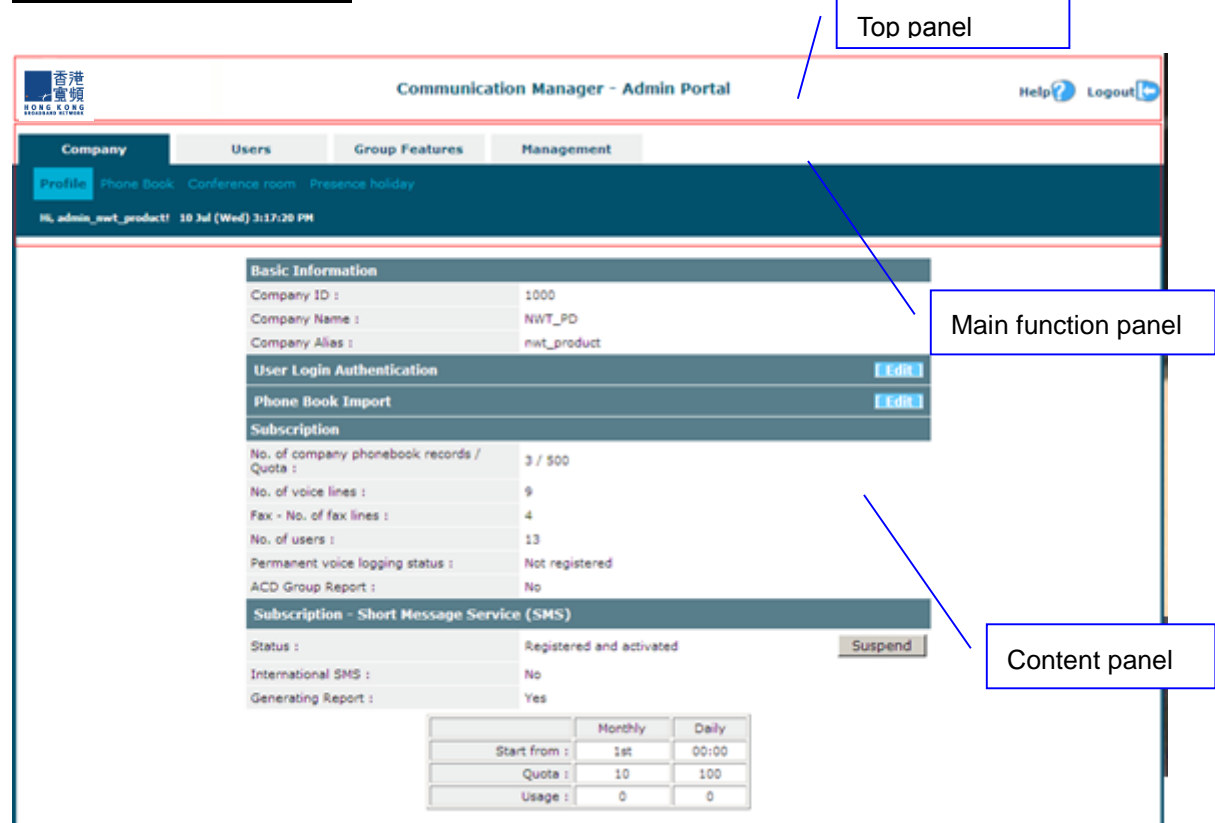 Top panel
香港
寬頻
HONG KONG
BROADBAND NETWORK
Communication Manager - Admin Portal
Help? Logout
Company Users Group Features Management
Profile Phone Book Conference room Presence holiday
Hi, admin_nwt_product! 10 Jul (Wed) 3:17:20 PM
Basic Information
Company ID : 1000
Company Name : NWT_PD
Main function panel
Company Alias : nwt_product
User Login Authentication [ Edit ]
Phone Book Import [ Edit ]
Subscription
No. of company phonebook records /
Quota : 3 / 500
No. of voice lines : 9
Fax - No. of fax lines : 4
No. of users : 13
Permanent voice logging status : Not registered
ACD Group Report : No
Subscription - Short Message Service (SMS)
Status : Registered and activated Suspend
Content panel
International SMS : No
Generating Report : Yes
Monthly Daily
Start from : 1st 00:00
Quota : 10 100
Usage : 0 0